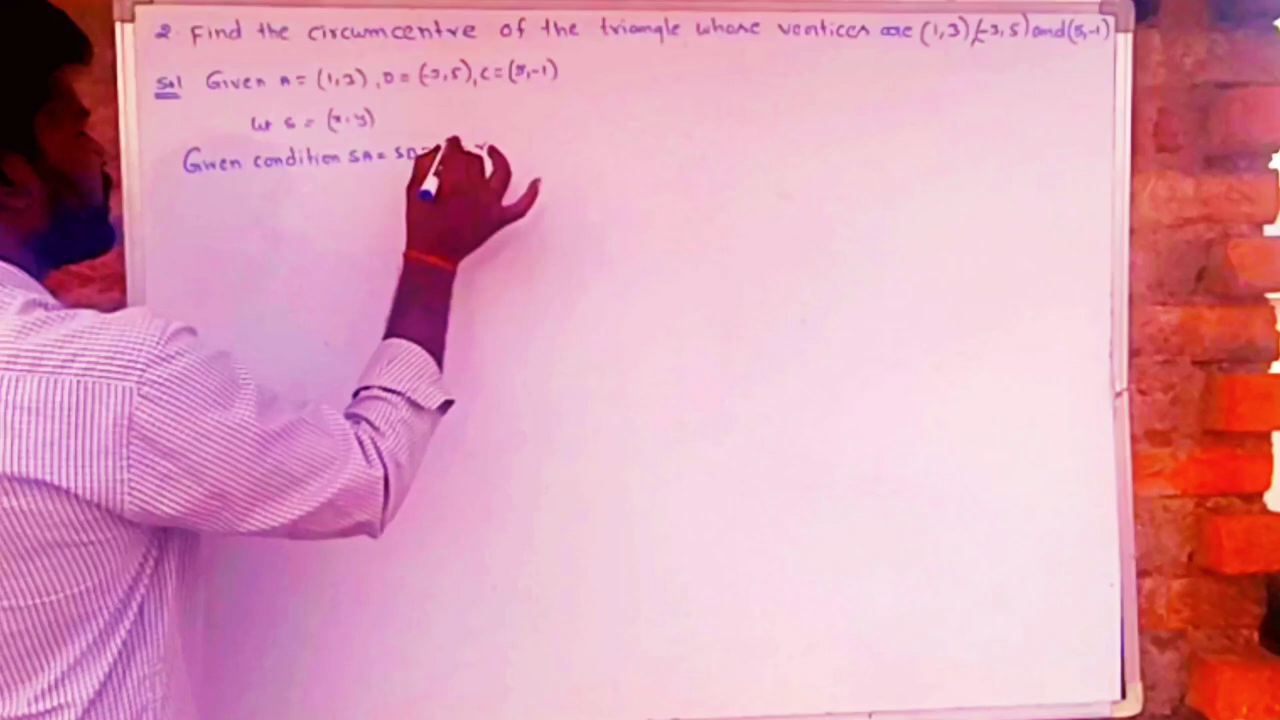 2. Find the circumcentre of the triangle whose vertices are (1,3),(-3,5) and (5,-1)
Sol Given A = (1,3), B = (-3,5), C = (5,-1)
let S = (x,y)
Given condition SA = SB =